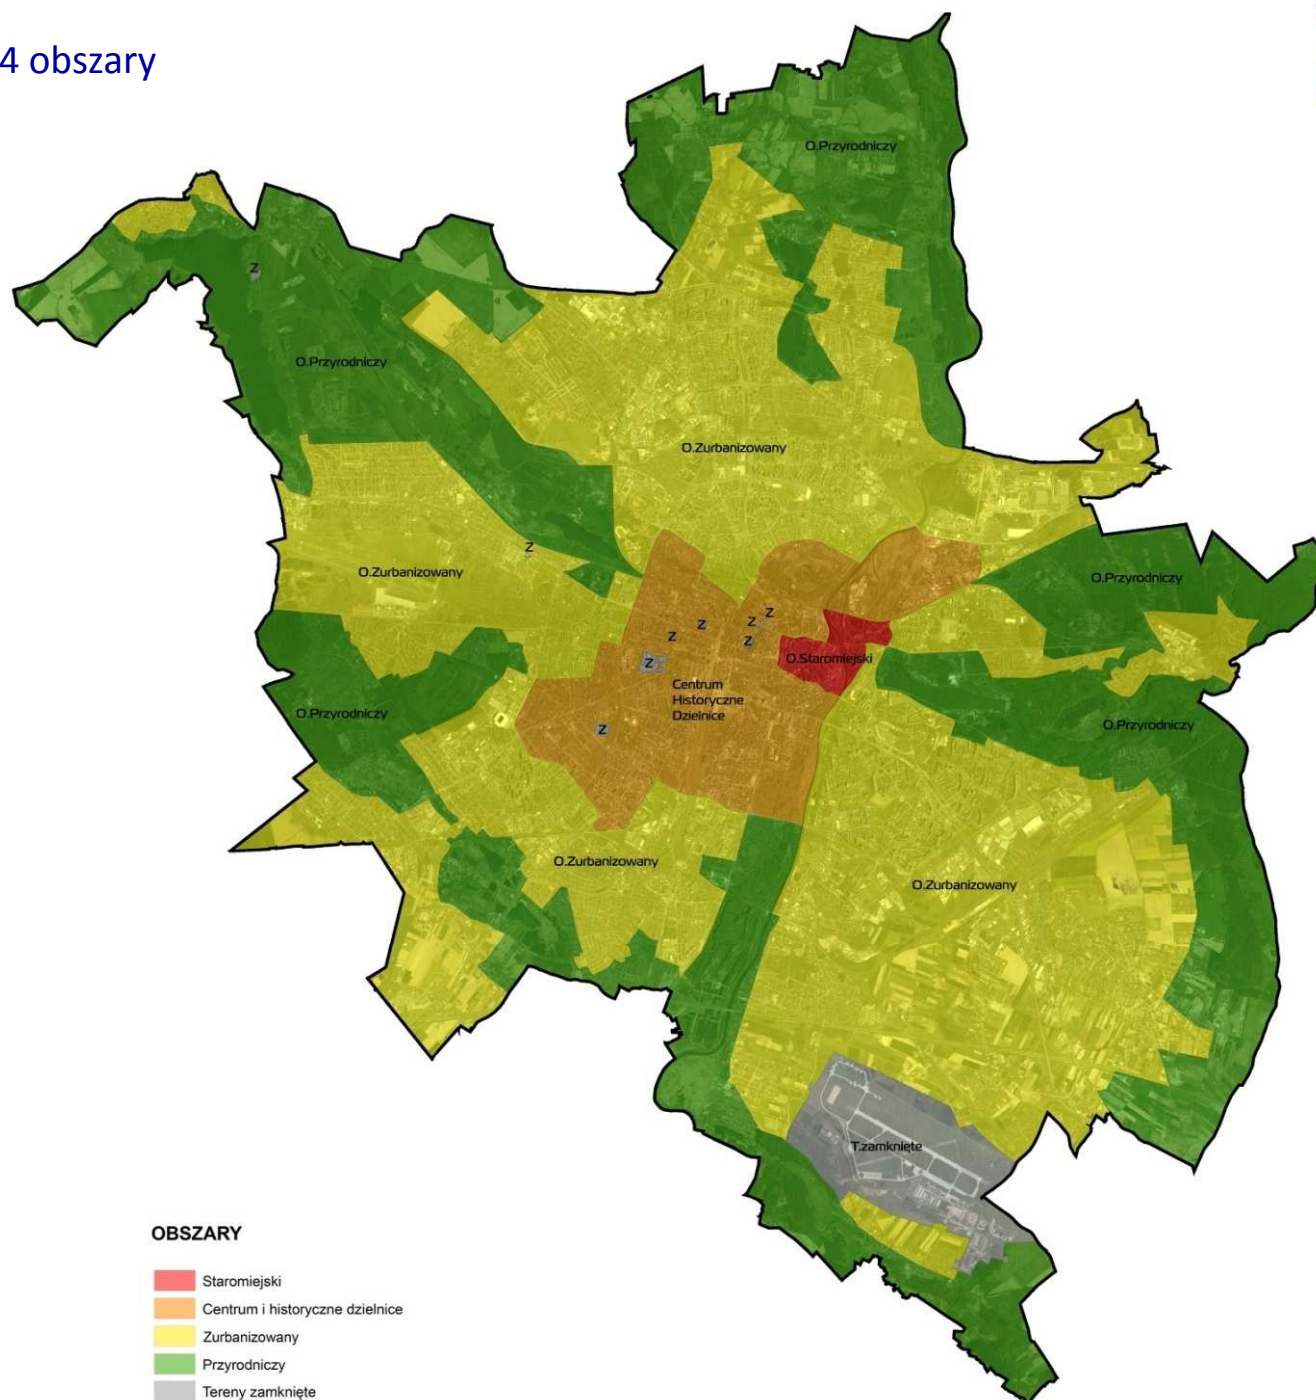 4 obszary
O.Przyrodniczy
Z
O.Przyrodniczy
O.Zurbanizowany
Z
O.Zurbanizowany
O.Przyrodniczy
Z
Z
Z
Z
Z
Z
O.Staromiejski
Centrum
Historyczne
Dzielnice
O.Przyrodniczy
O.Przyrodniczy
Z
O.Zurbanizowany
O.Zurbanizowany
T.zamknięte
OBSZARY
Staromiejski
Centrum i historyczne dzielnice
Zurbanizowany
Przyrodniczy
Tereny zamknięte